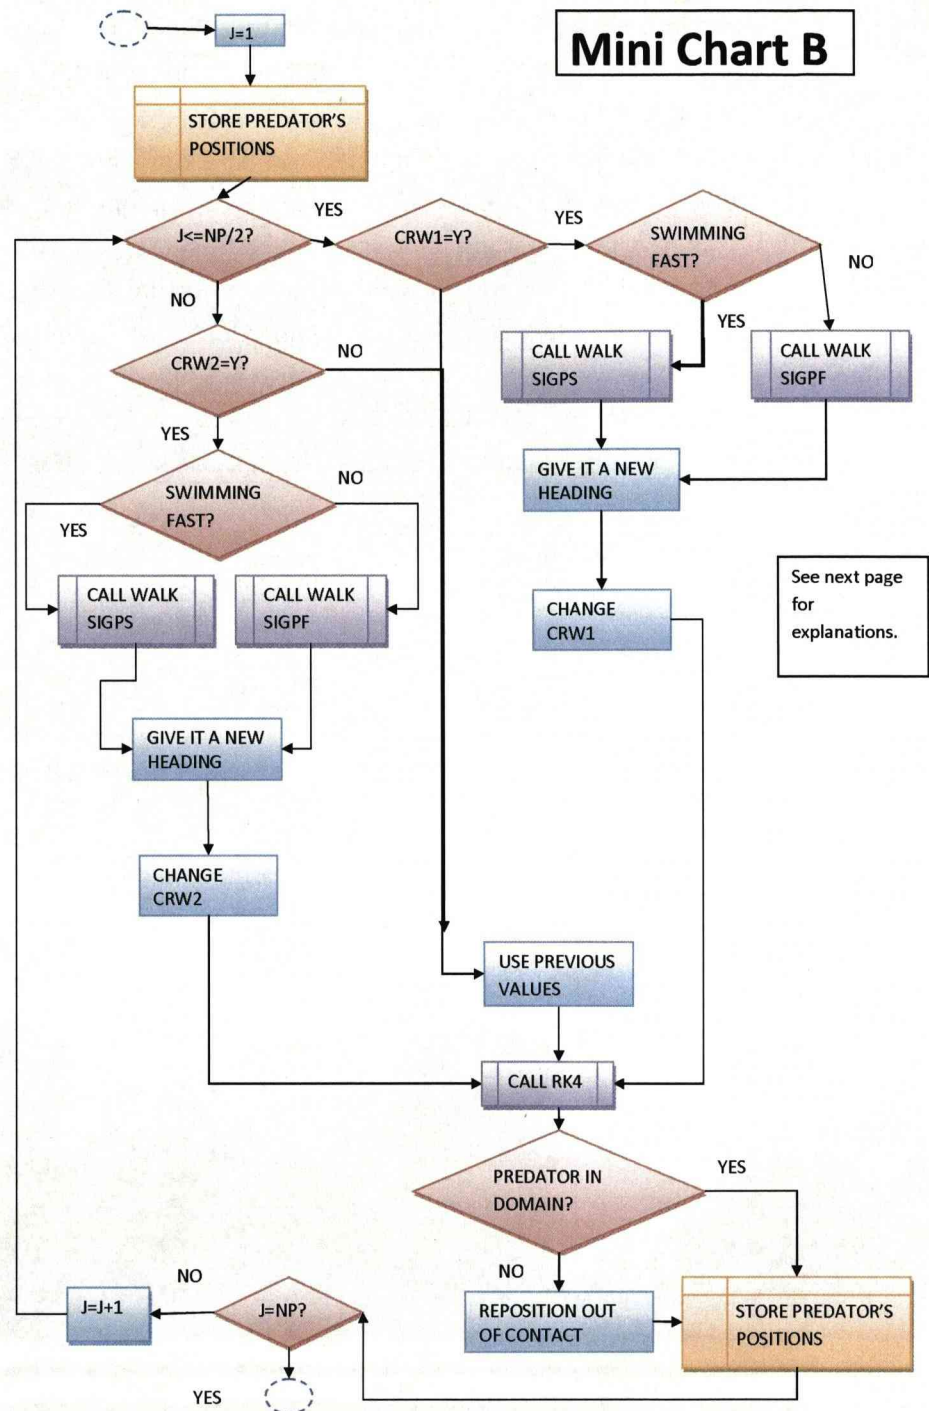 J=1
Mini Chart B
STORE PREDATOR'S
POSITIONS
J<=NP/2?
YES
CRW1=Y?
YES
SWIMMING
FAST?
NO
YES
CALL WALK
SIGPS
CALL WALK
SIGPF
GIVE IT A NEW
HEADING
CHANGE
CRW1
See next page
for
explanations.
NO
CRW2=Y?
NO
YES
SWIMMING
FAST?
NO
YES
CALL WALK
SIGPS
CALL WALK
SIGPF
GIVE IT A NEW
HEADING
CHANGE
CRW2
USE PREVIOUS
VALUES
CALL RK4
PREDATOR IN
DOMAIN?
YES
NO
REPOSITION OUT
OF CONTACT
STORE PREDATOR'S
POSITIONS
J=NP?
NO
J=J+1
YES